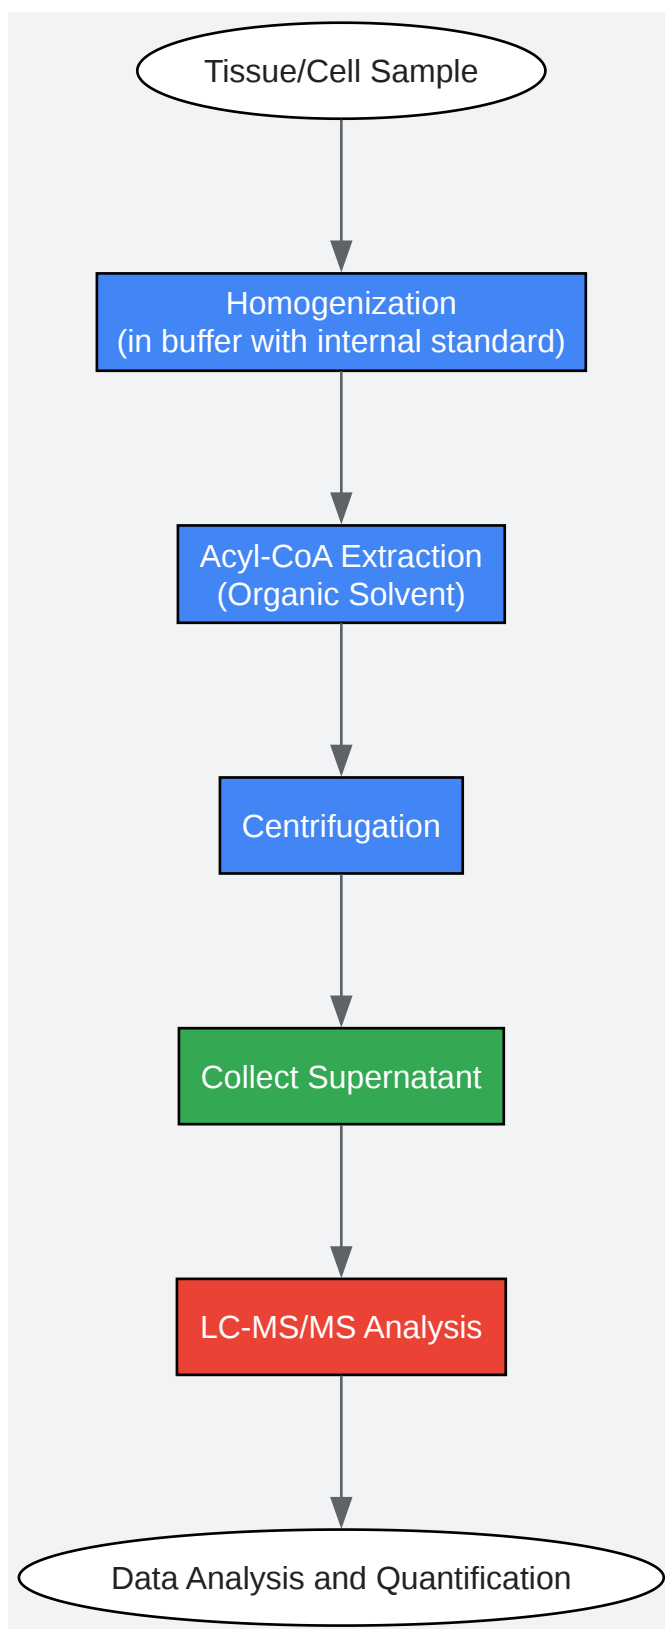 Tissue/Cell Sample
Homogenization
(in buffer with internal standard)
Acyl-CoA Extraction
(Organic Solvent)
Centrifugation
Collect Supernatant
LC-MS/MS Analysis
Data Analysis and Quantification